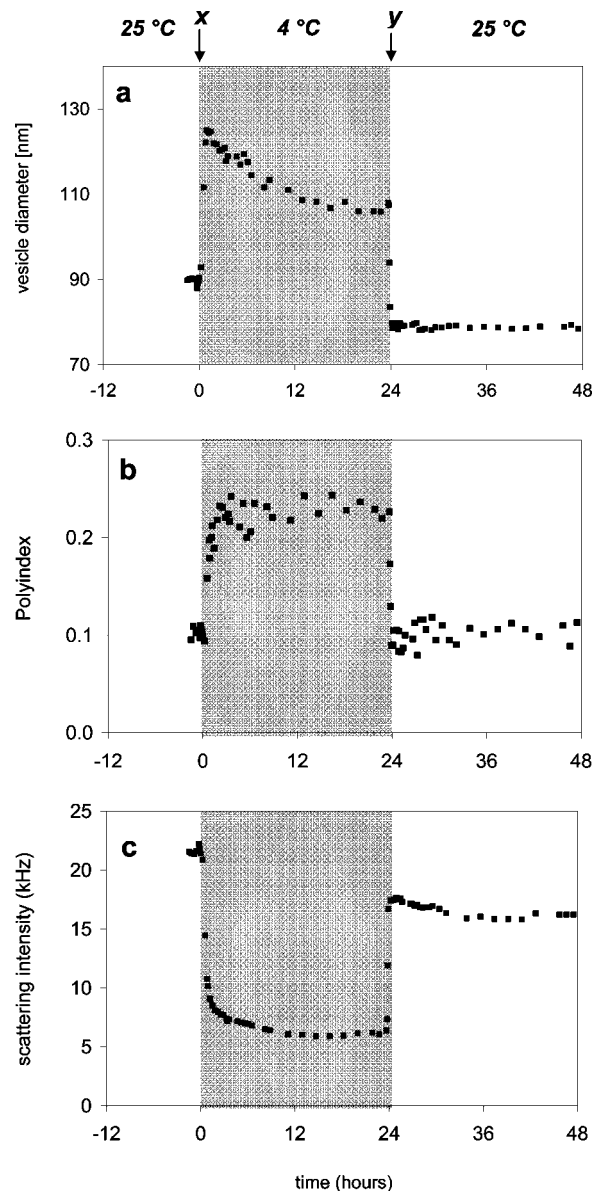 x y
25 °C 4 °C 25 °C
a
vesicle diameter [nm]
130
110
90
70
-12 0 12 24 36 48
b
Polyindex
0.3
0.2
0.1
0.0
-12 0 12 24 36 48
c
scattering intensity (kHz)
25
20
15
10
5
0
-12 0 12 24 36 48
time (hours)